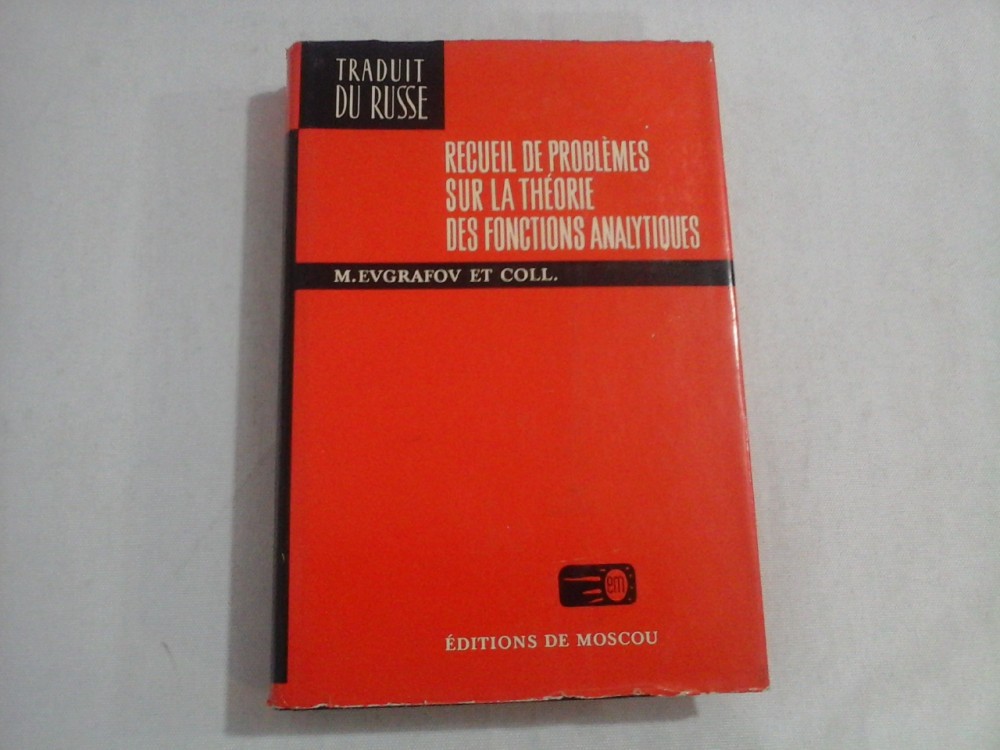 TRADUIT
DU RUSSE
RECUEIL DE PROBLÈMES
SUR LA THÉORIE
DES FONCTIONS ANALYTIQUES
M.EVGRAFOV ET COLL.
em
ÉDITIONS DE MOSCOU